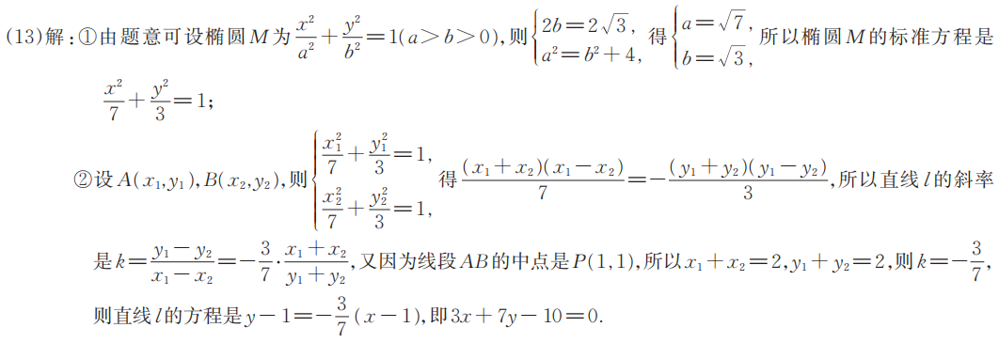 (13)解:①由题意可设椭圆M为$\frac{x^2}{a^2}+\frac{y^2}{b^2}=1(a>b>0)$,则$\begin{cases}2b=2\sqrt{3},\\a^2=b^2+4,\end{cases}$得$\begin{cases}a=\sqrt{7},\\b=\sqrt{3},\end{cases}$所以椭圆M的标准方程是
$\frac{x^2}{7}+\frac{y^2}{3}=1$;
②设$A(x_1,y_1),B(x_2,y_2)$,则$\begin{cases}\frac{x_1^2}{7}+\frac{y_1^2}{3}=1,\\\frac{x_2^2}{7}+\frac{y_2^2}{3}=1,\end{cases}$得$\frac{(x_1+x_2)(x_1-x_2)}{7}=-\frac{(y_1+y_2)(y_1-y_2)}{3}$,所以直线l的斜率
是$k=\frac{y_1-y_2}{x_1-x_2}=-\frac{3}{7}\cdot\frac{x_1+x_2}{y_1+y_2}$,又因为线段AB的中点是P(1,1),所以$x_1+x_2=2,y_1+y_2=2$,则$k=-\frac{3}{7}$,
则直线l的方程是$y-1=-\frac{3}{7}(x-1)$,即$3x+7y-10=0$.